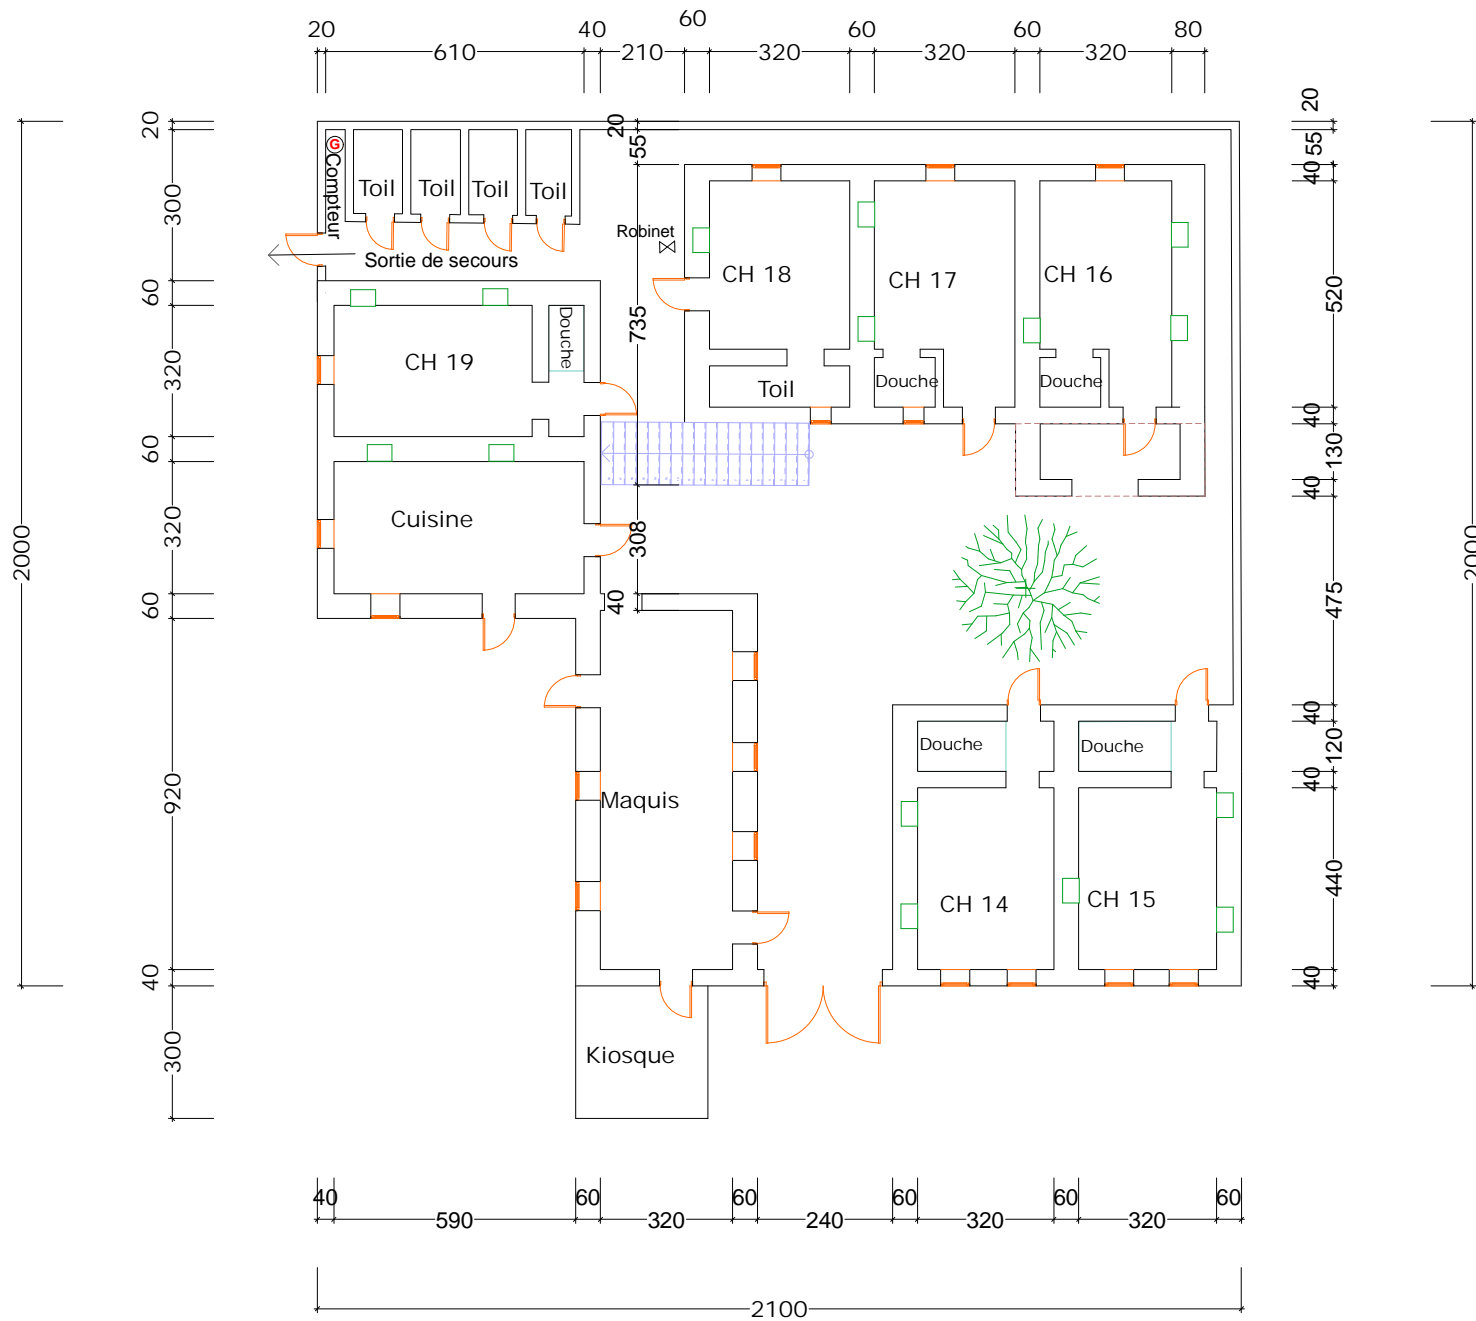 20
610
40
210
60
320
60
320
60
320
80
2000
20
300
60
320
60
320
60
920
40
300
20
55
735
308
40
G
Compteur
Toil
Toil
Toil
Toil
Sortie de secours
Robinet
CH 18
CH 17
CH 16
CH 19
Douche
Toil
Douche
Douche
Cuisine
Maquis
Douche
Douche
CH 14
CH 15
Kiosque
20
55
40
520
40
130
40
475
40
120
40
440
40
2000
40
590
60
320
60
240
60
320
60
320
60
2100